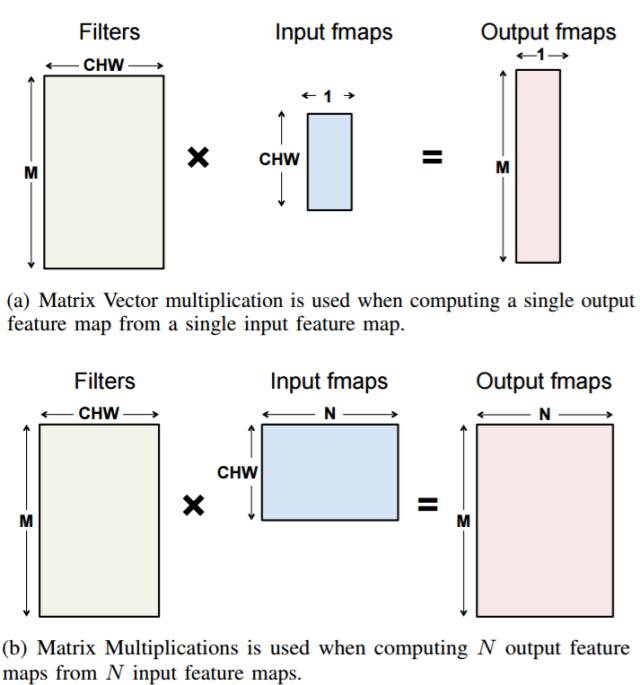 Filters Input fmaps Output fmaps
CHW 1 1
M × CHW = M
(a) Matrix Vector multiplication is used when computing a single output
feature map from a single input feature map.
Filters Input fmaps Output fmaps
CHW N N
M × CHW = M
(b) Matrix Multiplications is used when computing N output feature
maps from N input feature maps.